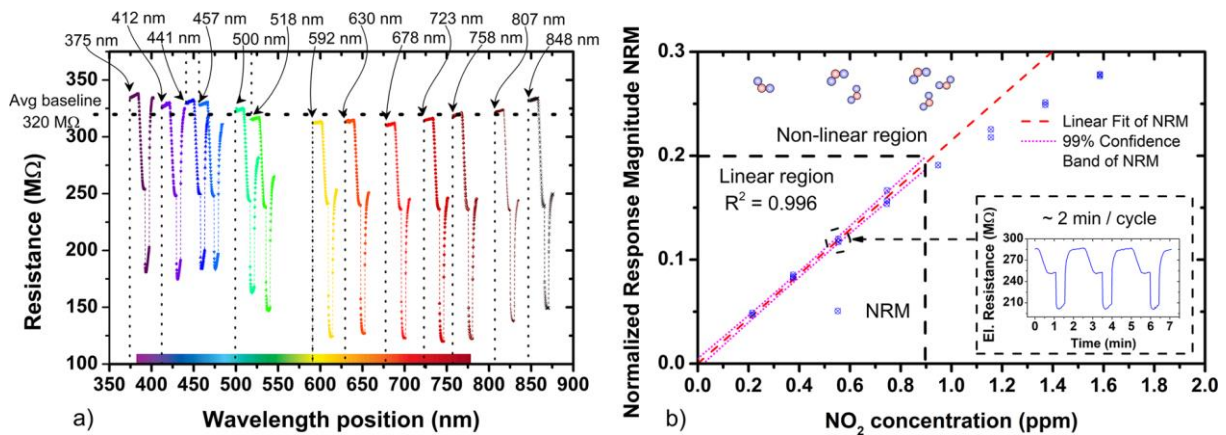 412 nm 457 nm 518 nm 630 nm 723 nm 807 nm
375 nm 441 nm 500 nm 592 nm 678 nm 758 nm 848 nm
350
Avg baseline
320 MΩ
300
250
200
150
100
Resistance (MΩ)
350 400 450 500 550 600 650 700 750 800 850 900
a) Wavelength position (nm)
0.3
0.2
0.1
0.0
Normalized Response Magnitude NRM
Non-linear region
Linear region
R² = 0.996
NRM
Linear Fit of NRM
99% Confidence
Band of NRM
~ 2 min / cycle
El. Resistance (MΩ)
300
270
240
210
0 1 2 3 4 5 6 7
Time (min)
0.0 0.2 0.4 0.6 0.8 1.0 1.2 1.4 1.6 1.8 2.0
b) NO₂ concentration (ppm)